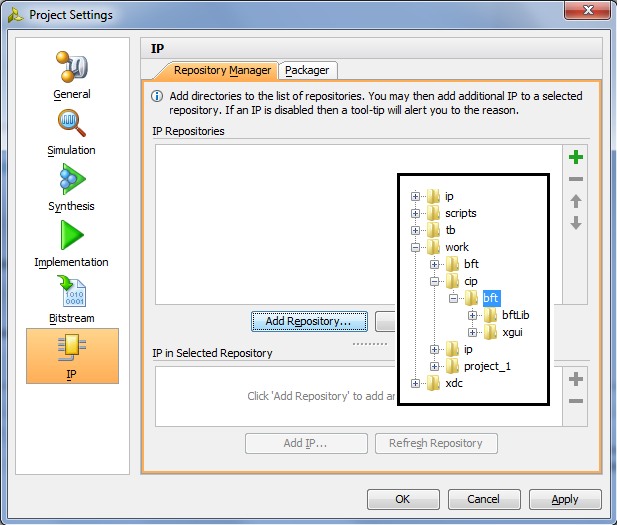 Project Settings
General
Simulation
Synthesis
Implementation
1010
0101
Bitstream
IP
IP
Repository Manager
Packager
Add directories to the list of repositories. You may then add additional IP to a selected
repository. If an IP is disabled then a tool-tip will alert you to the reason.
IP Repositories
Add Repository...
IP in Selected Repository
Click 'Add Repository' to add an
Add IP...
Refresh Repository
ip
scripts
tb
work
bft
cip
bft
bftLib
xgui
ip
project_1
xdc
OK
Cancel
Apply